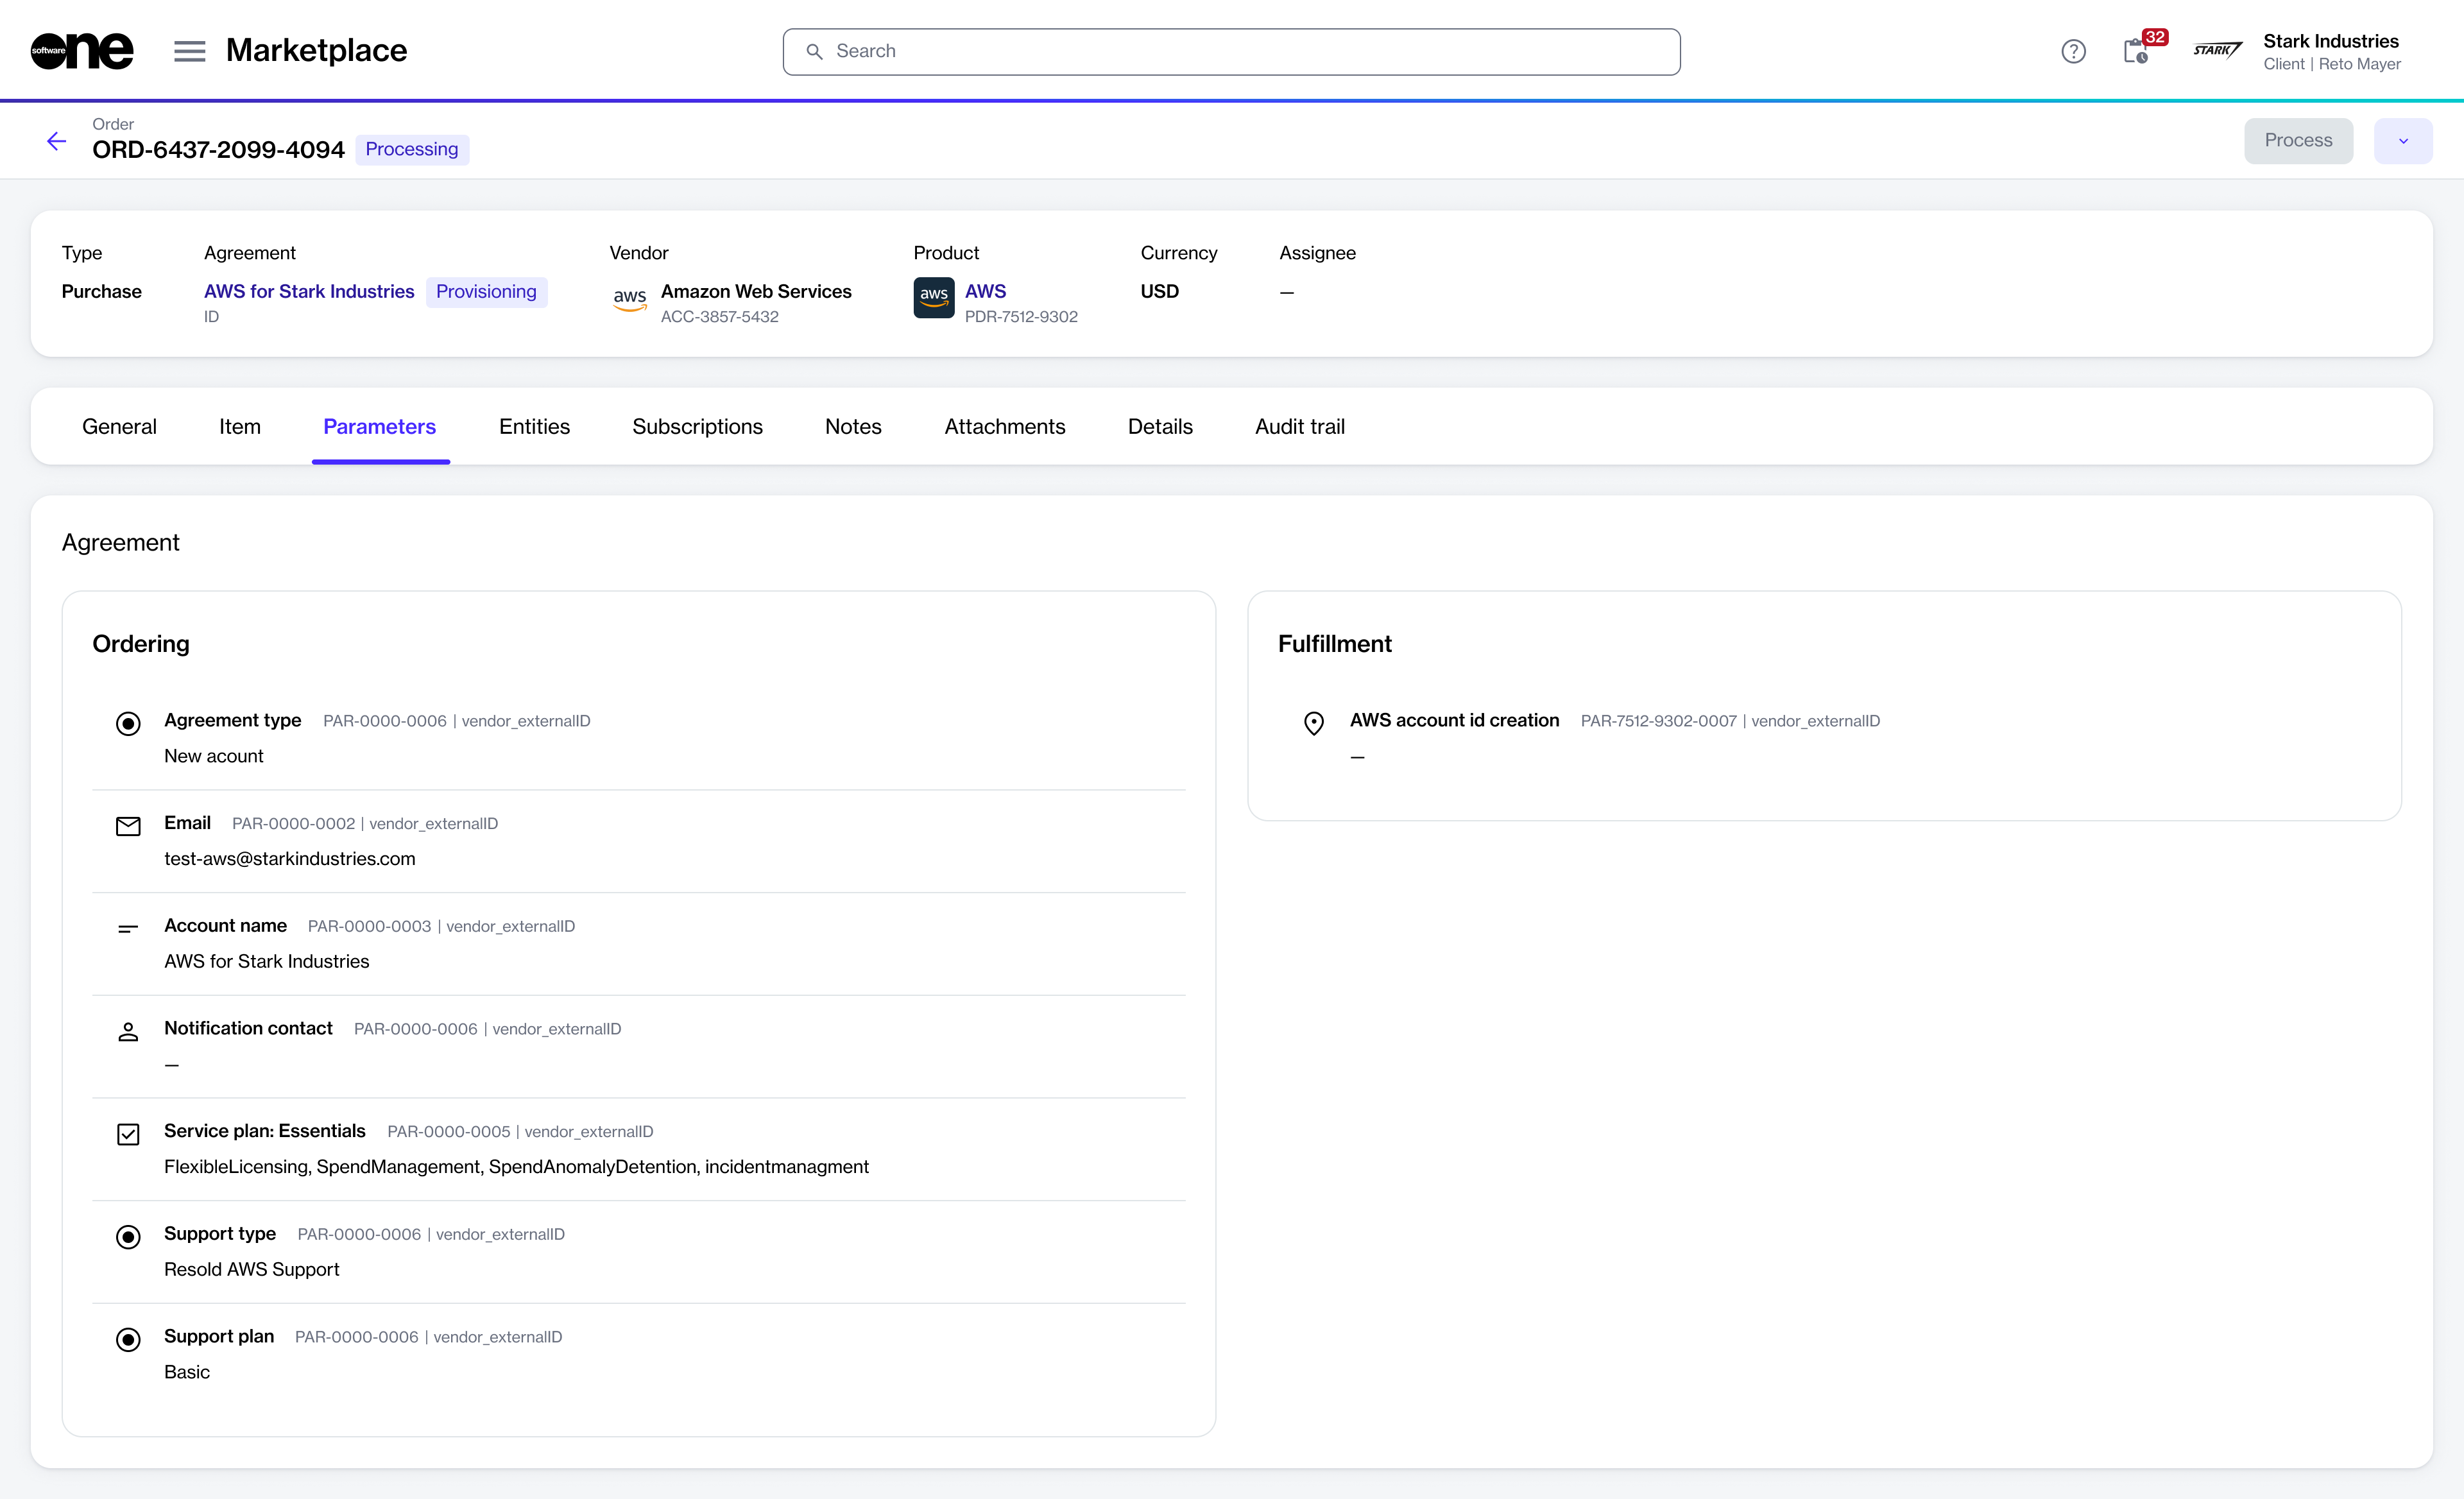 software one
Marketplace
Search
32
STARK
Stark Industries
Client | Reto Mayer
Order
ORD-6437-2099-4094 Processing
Process
Type Agreement Vendor Product Currency Assignee
Purchase AWS for Stark Industries Provisioning aws Amazon Web Services aws AWS USD —
ID ACC-3857-5432 PDR-7512-9302
General Item Parameters Entities Subscriptions Notes Attachments Details Audit trail
Agreement
Ordering
Agreement type PAR-0000-0006 | vendor_externalID
New acount
Email PAR-0000-0002 | vendor_externalID
test-aws@starkindustries.com
Account name PAR-0000-0003 | vendor_externalID
AWS for Stark Industries
Notification contact PAR-0000-0006 | vendor_externalID
—
Service plan: Essentials PAR-0000-0005 | vendor_externalID
FlexibleLicensing, SpendManagement, SpendAnomalyDetention, incidentmanagment
Support type PAR-0000-0006 | vendor_externalID
Resold AWS Support
Support plan PAR-0000-0006 | vendor_externalID
Basic
Fulfillment
AWS account id creation PAR-7512-9302-0007 | vendor_externalID
—